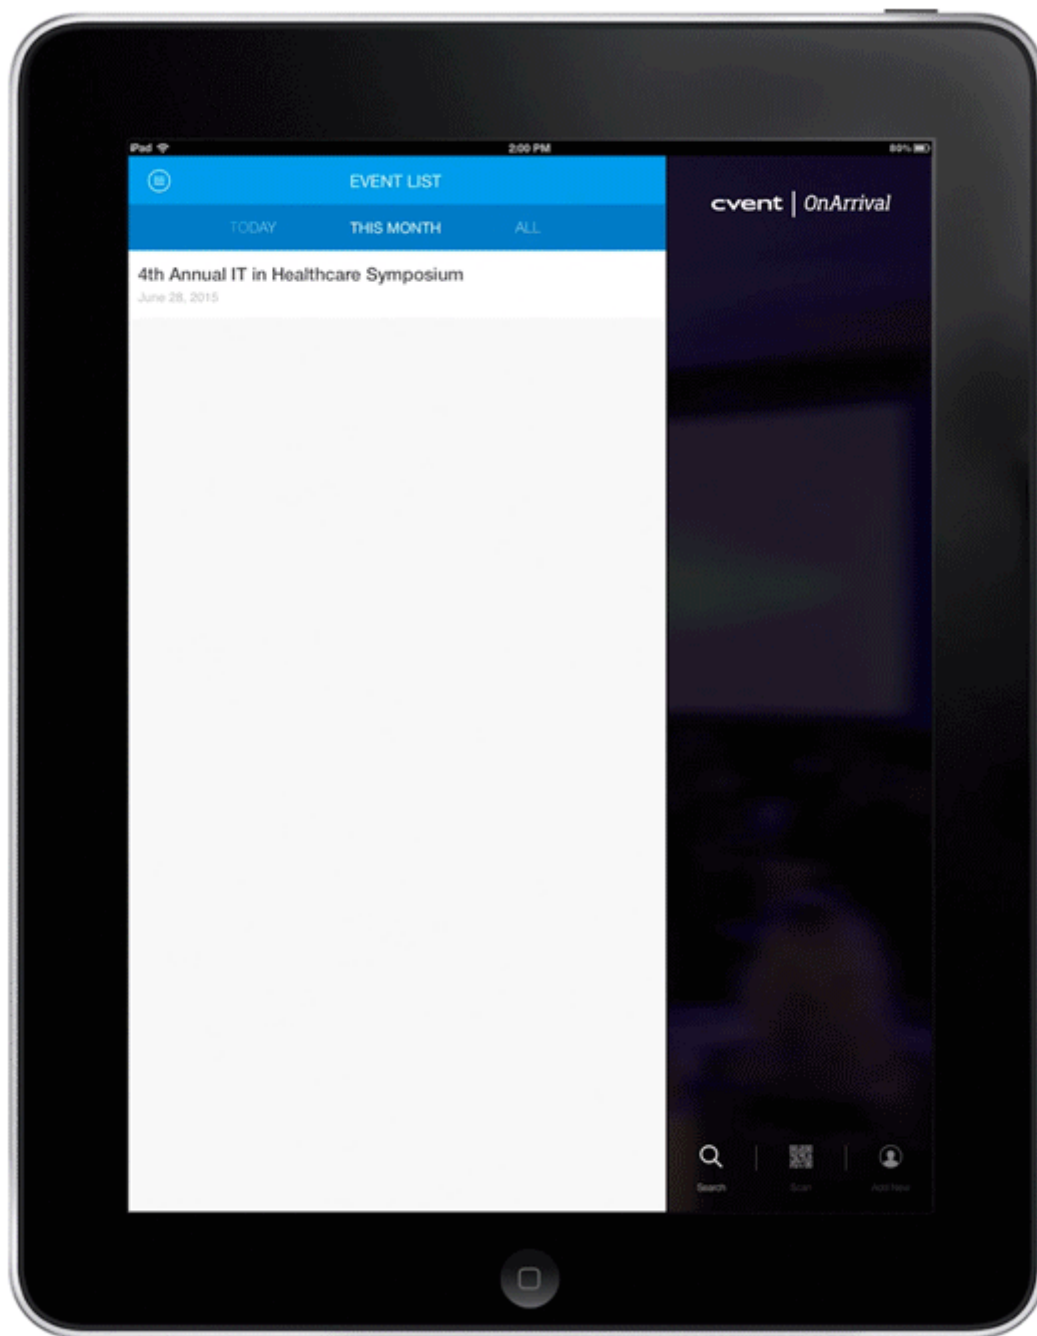 iPad 2:00 PM 80%
EVENT LIST
TODAY THIS MONTH ALL
4th Annual IT in Healthcare Symposium
June 28, 2015
cvent | OnArrival
Search Scan Add New